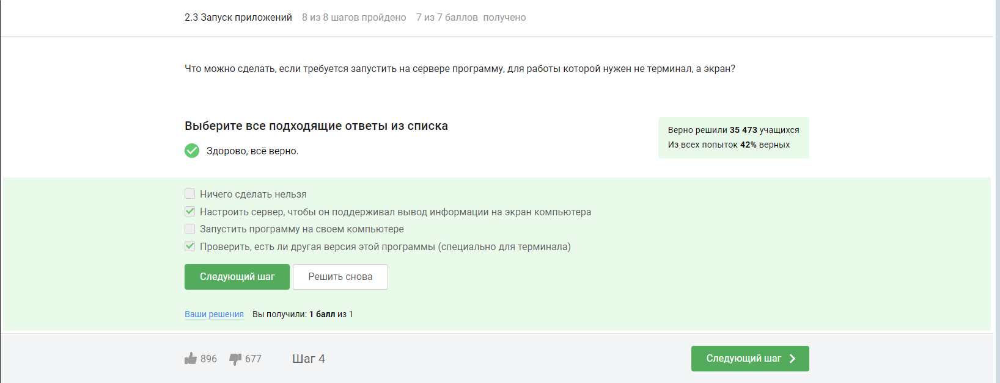 2.3 Запуск приложений 8 из 8 шагов пройдено 7 из 7 баллов получено
Что можно сделать, если требуется запустить на сервере программу, для работы которой нужен не терминал, а экран?
Выберите все подходящие ответы из списка
Здорово, всё верно.
Верно решили 35 473 учащихся
Из всех попыток 42% верных
Ничего сделать нельзя
Настроить сервер, чтобы он поддерживал вывод информации на экран компьютера
Запустить программу на своем компьютере
Проверить, есть ли другая версия этой программы (специально для терминала)
Следующий шаг Решить снова
Ваши решения Вы получили: 1 балл из 1
896 677 Шаг 4 Следующий шаг